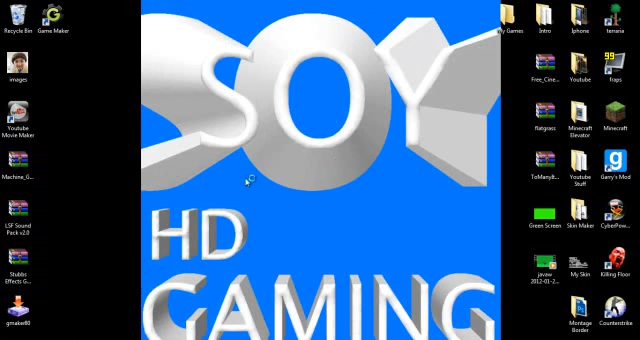 Recycle Bin
Game Maker
images
Youtube
Movie Maker
Machine_G...
LSF Sound
Pack v2.0
Stubbs
Effects G...
gmaker80
SOY
HD
GAMING
My Games
Intro
Iphone
terraria
Free_Cine...
Youtube
99
fraps
flatgrass
Minecraft
Elevator
Minecraft
ToManyB...
Youtube
Stuff
Garry's Mod
Green Screen
Skin Maker
CyberPow...
javaw
2012-01-2...
My Skin
Killing Floor
Montage
Border
Counterstrike